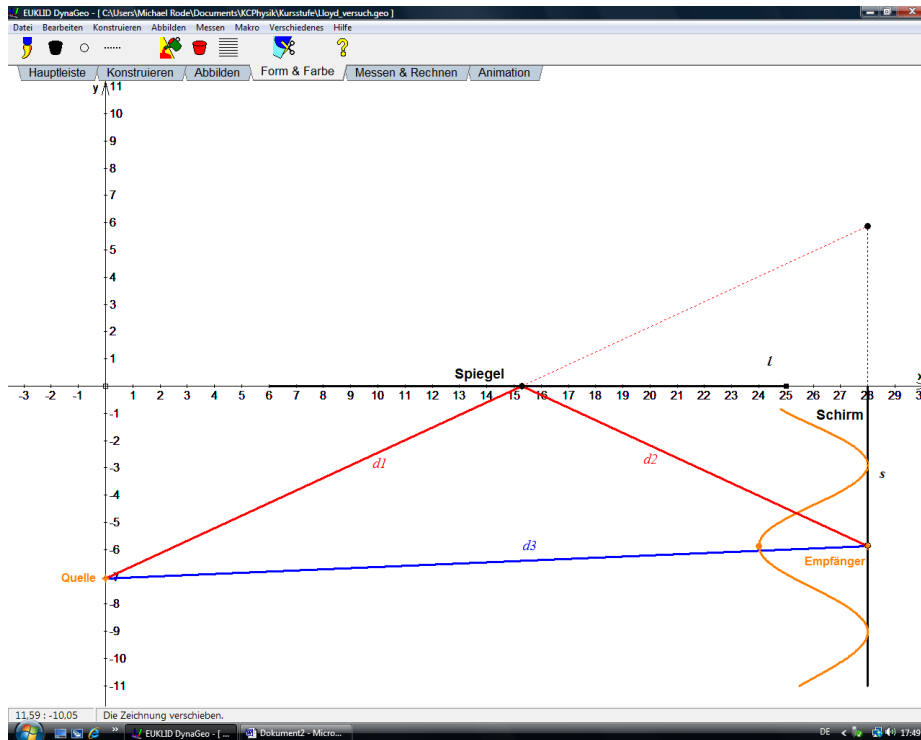 EUKLID DynaGeo - [ C:\Users\Michael Rode\Documents\KCPhysik\Kursstufe\Lloyd_versuch.geo ]
Datei Bearbeiten Konstruieren Abbilden Messen Makro Verschiedenes Hilfe
Hauptleiste Konstruieren Abbilden Form & Farbe Messen & Rechnen Animation
y 11
10
9
8
7
6
5
4
3
2
1
l
Spiegel
x
-3 -2 -1 1 2 3 4 5 6 7 8 9 10 11 12 13 14 15 16 17 18 19 20 21 22 23 24 25 26 27 28 29 3
-1
Schirm
-2
-3
d1 d2
s
-4
-5
-6
d3
Empfänger
Quelle
-7
-8
-9
-10
-11
11,59 : -10,05 Die Zeichnung verschieben.
» EUKLID DynaGeo - [ ... Dokument2 - Micro... DE < 17:49